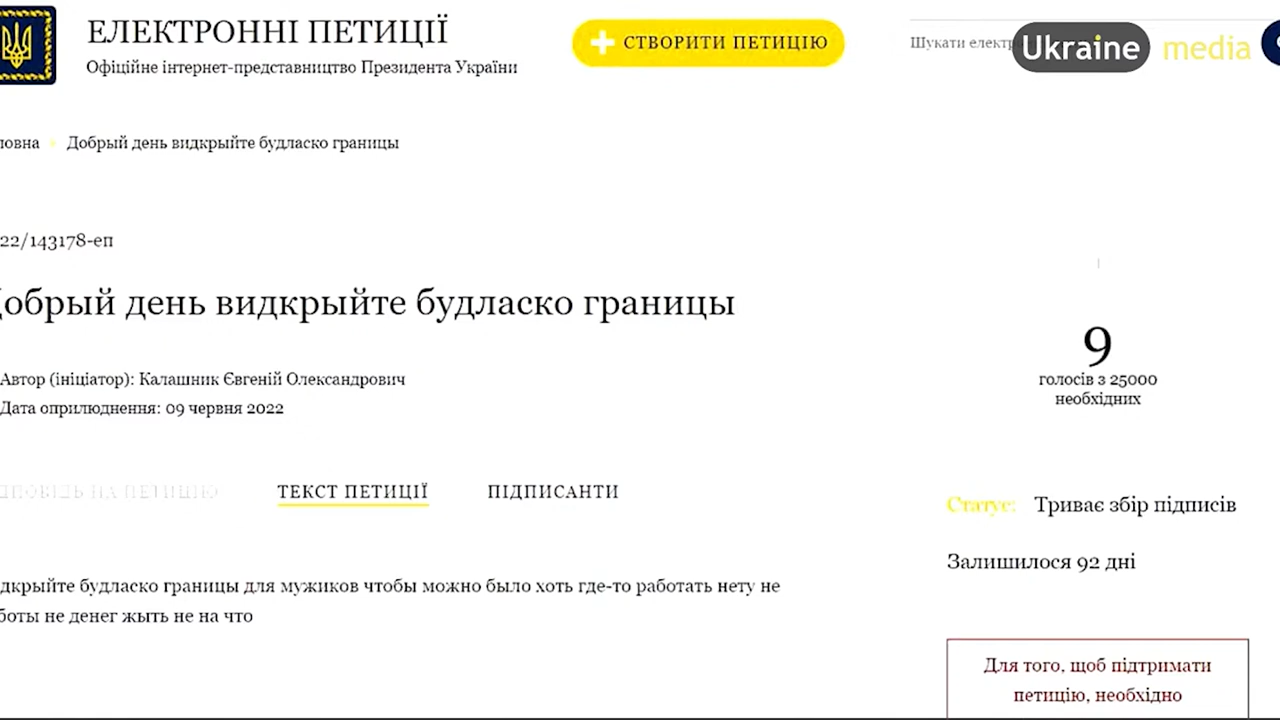 ЕЛЕКТРОННІ ПЕТИЦІЇ
Офіційне інтернет-представництво Президента України
СТВОРИТИ ПЕТИЦІЮ
Шукати
Ukraine media
Добрый день видкрыйте будласко границы
22/143178-еп
добрый день видкрыйте будласко границы
9
голосів з 25000
необхідних
Автор (ініціатор): Калашник Євгеній Олександрович
Дата оприлюднення: 09 червня 2022
НА ПЕТИЦІЮ
ТЕКСТ ПЕТИЦІЇ
ПІДПИСАНТИ
Статус: Триває збір підписів
Залишилося 92 дні
будласко границы для мужиков чтобы можно было хоть где-то работать нету не
не денег жыть не на что
Для того, щоб підтримати
петицію, необхідно